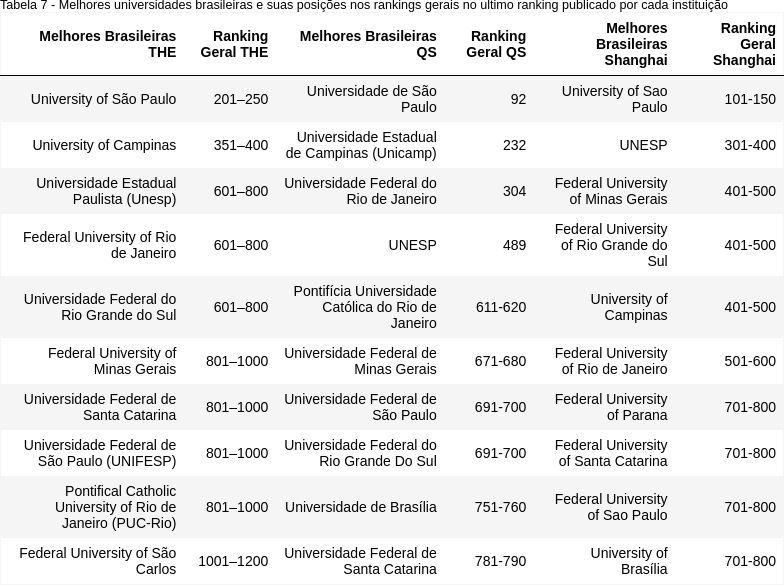 Tabela 7 - Melhores universidades brasileiras e suas posições nos rankings gerais no ultimo ranking publicado por cada instituição
Melhores Brasileiras THE | Ranking Geral THE | Melhores Brasileiras QS | Ranking Geral QS | Melhores Brasileiras Shanghai | Ranking Geral Shanghai
University of São Paulo | 201–250 | Universidade de São Paulo | 92 | University of Sao Paulo | 101-150
University of Campinas | 351–400 | Universidade Estadual de Campinas (Unicamp) | 232 | UNESP | 301-400
Universidade Estadual Paulista (Unesp) | 601–800 | Universidade Federal do Rio de Janeiro | 304 | Federal University of Minas Gerais | 401-500
Federal University of Rio de Janeiro | 601–800 | UNESP | 489 | Federal University of Rio Grande do Sul | 401-500
Universidade Federal do Rio Grande do Sul | 601–800 | Pontifícia Universidade Católica do Rio de Janeiro | 611-620 | University of Campinas | 401-500
Federal University of Minas Gerais | 801–1000 | Universidade Federal de Minas Gerais | 671-680 | Federal University of Rio de Janeiro | 501-600
Universidade Federal de Santa Catarina | 801–1000 | Universidade Federal de São Paulo | 691-700 | Federal University of Parana | 701-800
Universidade Federal de São Paulo (UNIFESP) | 801–1000 | Universidade Federal do Rio Grande Do Sul | 691-700 | Federal University of Santa Catarina | 701-800
Pontifical Catholic University of Rio de Janeiro (PUC-Rio) | 801–1000 | Universidade de Brasília | 751-760 | Federal University of Sao Paulo | 701-800
Federal University of São Carlos | 1001–1200 | Universidade Federal de Santa Catarina | 781-790 | University of Brasília | 701-800